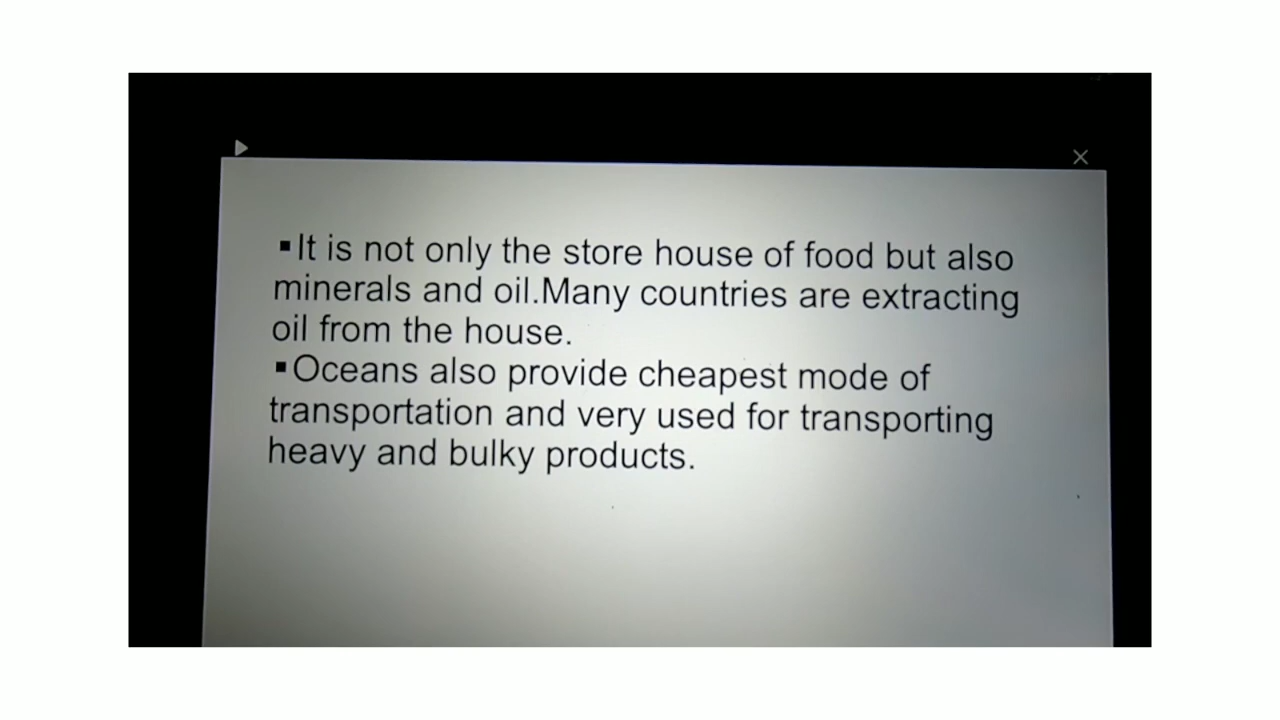 ▪It is not only the store house of food but also
minerals and oil.Many countries are extracting
oil from the house.
▪Oceans also provide cheapest mode of
transportation and very used for transporting
heavy and bulky products.